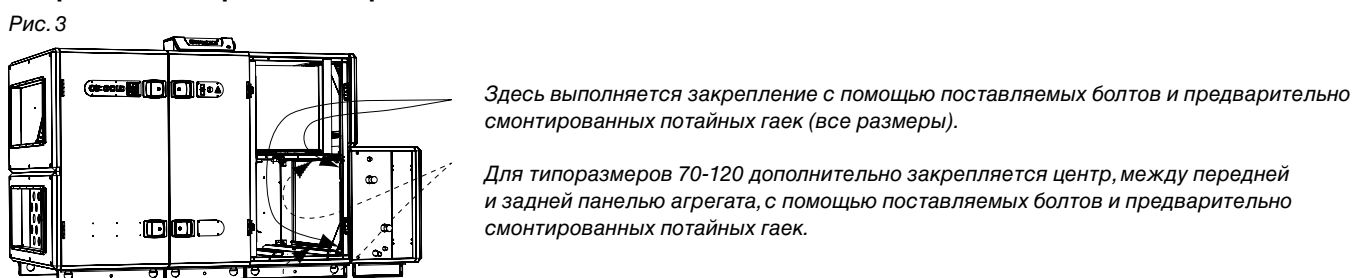 Рис. 3
Здесь выполняется закрепление с помощью поставляемых болтов и предварительно
смонтированных потайных гаек (все размеры).
Для типоразмеров 70-120 дополнительно закрепляется центр, между передней
и задней панелью агрегата, с помощью поставляемых болтов и предварительно
смонтированных потайных гаек.